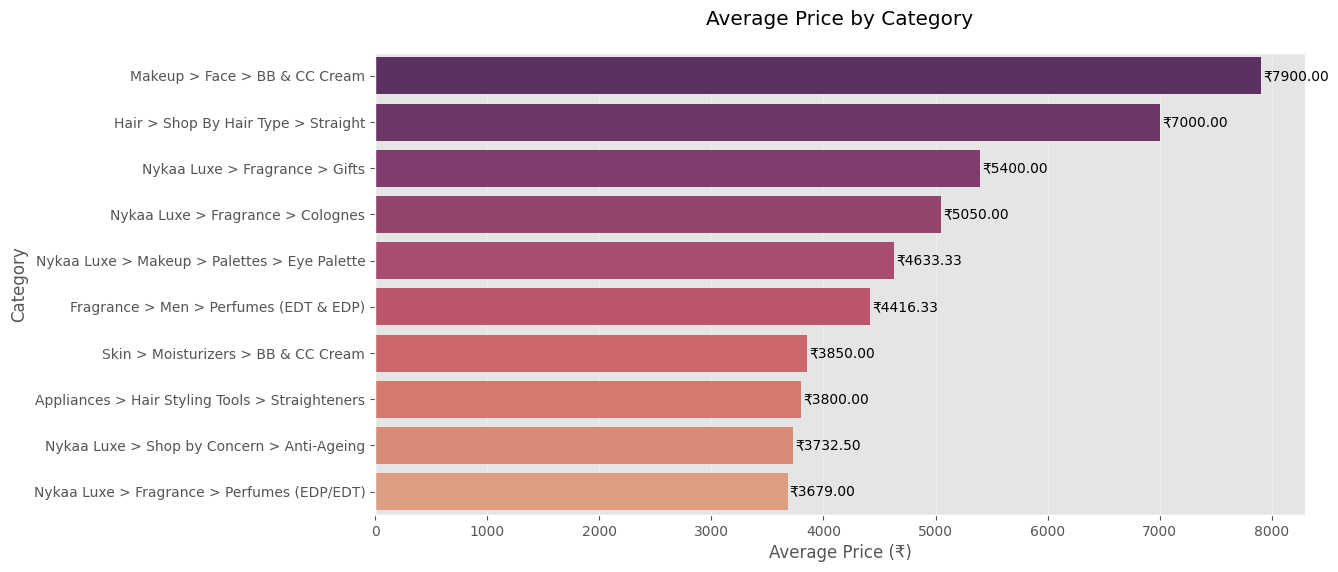 Average Price by Category
Category
Makeup > Face > BB & CC Cream ₹7900.00
Hair > Shop By Hair Type > Straight ₹7000.00
Nykaa Luxe > Fragrance > Gifts ₹5400.00
Nykaa Luxe > Fragrance > Colognes ₹5050.00
Nykaa Luxe > Makeup > Palettes > Eye Palette ₹4633.33
Fragrance > Men > Perfumes (EDT & EDP) ₹4416.33
Skin > Moisturizers > BB & CC Cream ₹3850.00
Appliances > Hair Styling Tools > Straighteners ₹3800.00
Nykaa Luxe > Shop by Concern > Anti-Ageing ₹3732.50
Nykaa Luxe > Fragrance > Perfumes (EDP/EDT) ₹3679.00
0 1000 2000 3000 4000 5000 6000 7000 8000
Average Price (₹)